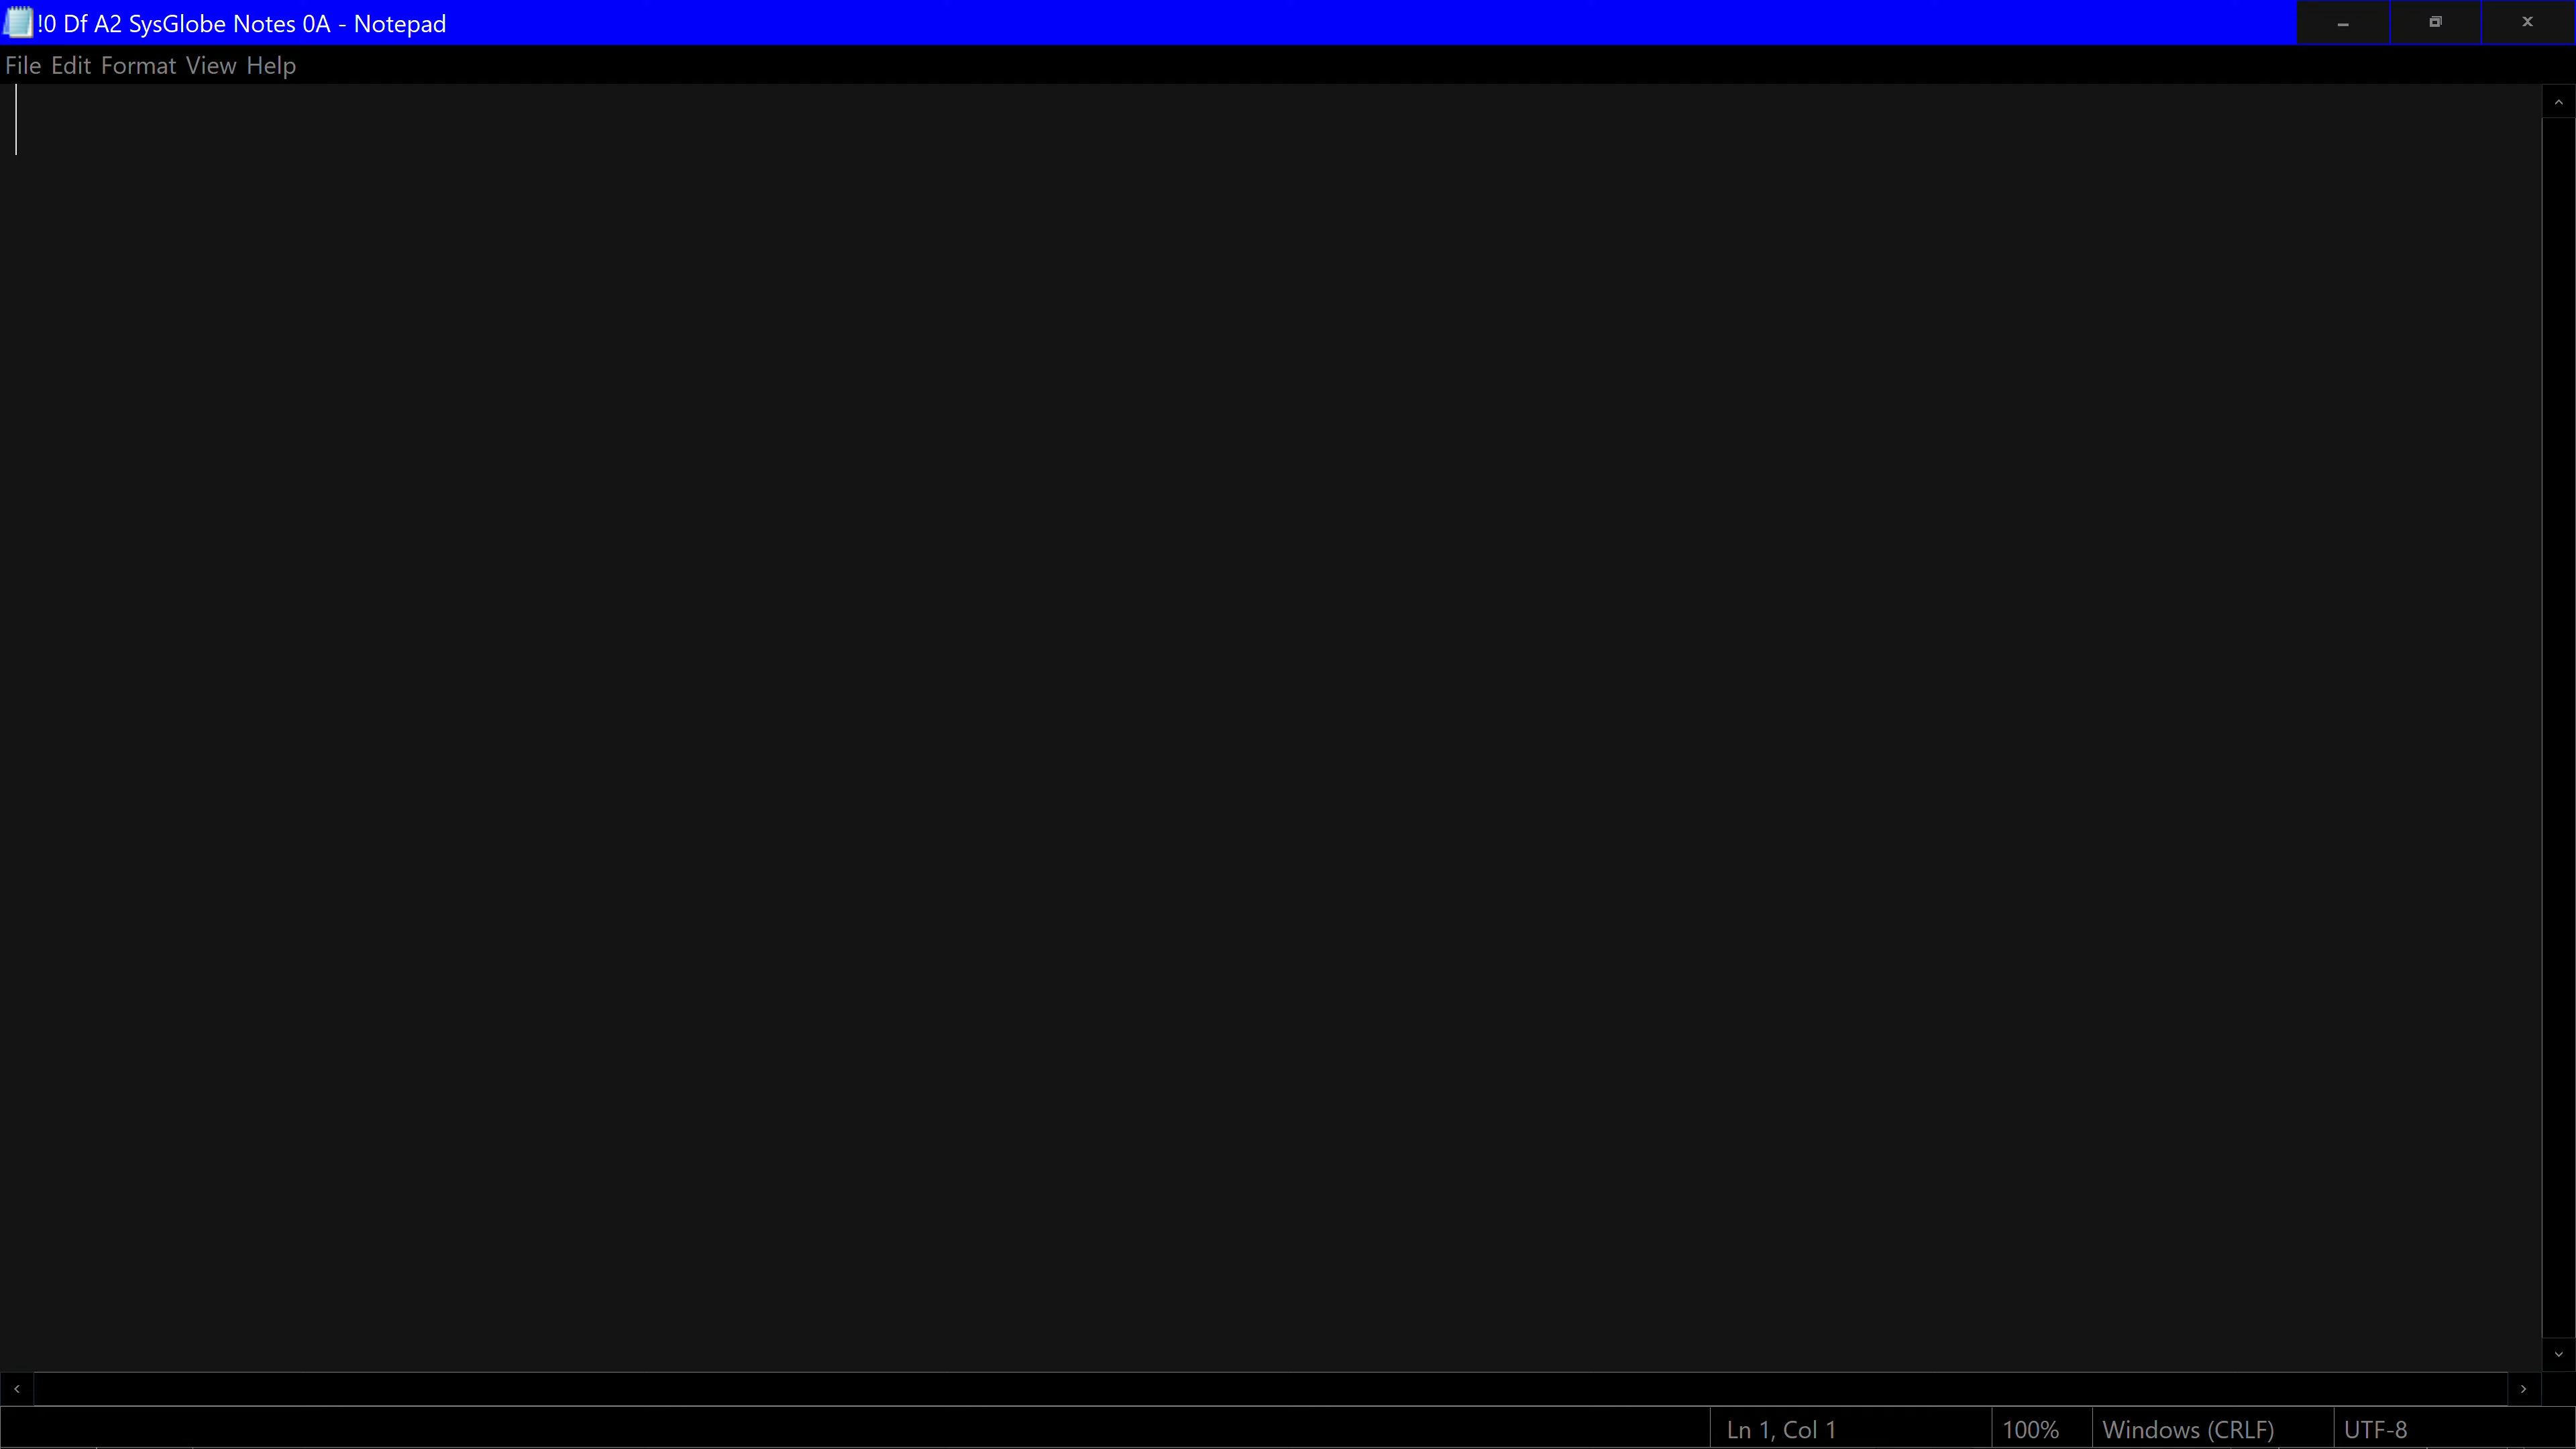 !0 Df A2 SysGlobe Notes 0A - Notepad
File Edit Format View Help
Ln 1, Col 1 100% Windows (CRLF) UTF-8